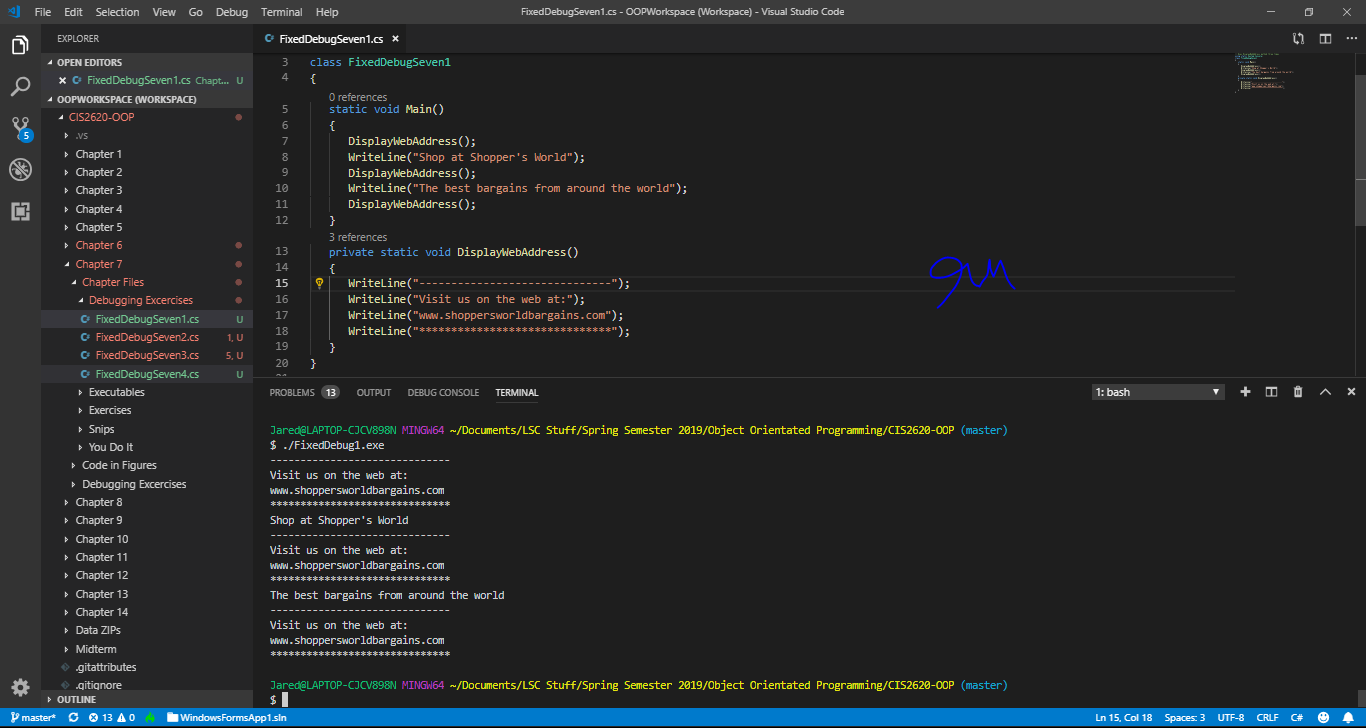 File Edit Selection View Go Debug Terminal Help
FixedDebugSeven1.cs - OOPWorkspace (Workspace) - Visual Studio Code
EXPLORER
OPEN EDITORS
FixedDebugSeven1.cs Chapt... U
OOPWORKSPACE (WORKSPACE)
CIS2620-OOP
.vs
Chapter 1
Chapter 2
Chapter 3
Chapter 4
Chapter 5
Chapter 6
Chapter 7
Chapter Files
Debugging Excercises
FixedDebugSeven1.cs U
FixedDebugSeven2.cs 1, U
FixedDebugSeven3.cs 5, U
FixedDebugSeven4.cs U
Executables
Exercises
Snips
You Do It
Code in Figures
Debugging Excercises
Chapter 8
Chapter 9
Chapter 10
Chapter 11
Chapter 12
Chapter 13
Chapter 14
Data ZIPs
Midterm
.gitattributes
.gitignore
OUTLINE
5
FixedDebugSeven1.cs
3 class FixedDebugSeven1
4 {
0 references
5 static void Main()
6 {
7 DisplayWebAddress();
8 WriteLine("Shop at Shopper's World");
9 DisplayWebAddress();
10 WriteLine("The best bargains from around the world");
11 DisplayWebAddress();
12 }
3 references
13 private static void DisplayWebAddress()
14 {
15 WriteLine("------------------------------");
16 WriteLine("Visit us on the web at:");
17 WriteLine("www.shoppersworldbargains.com");
18 WriteLine("******************************");
19 }
20 }
PROBLEMS 13 OUTPUT DEBUG CONSOLE TERMINAL
1: bash
Jared@LAPTOP-CJCV898N MINGW64 ~/Documents/LSC Stuff/Spring Semester 2019/Object Orientated Programming/CIS2620-OOP (master)
$ ./FixedDebug1.exe
------------------------------
Visit us on the web at:
www.shoppersworldbargains.com
******************************
Shop at Shopper's World
------------------------------
Visit us on the web at:
www.shoppersworldbargains.com
******************************
The best bargains from around the world
------------------------------
Visit us on the web at:
www.shoppersworldbargains.com
******************************
Jared@LAPTOP-CJCV898N MINGW64 ~/Documents/LSC Stuff/Spring Semester 2019/Object Orientated Programming/CIS2620-OOP (master)
$
master* 13 0 WindowsFormsApp1.sln
Ln 15, Col 18 Spaces: 3 UTF-8 CRLF C#